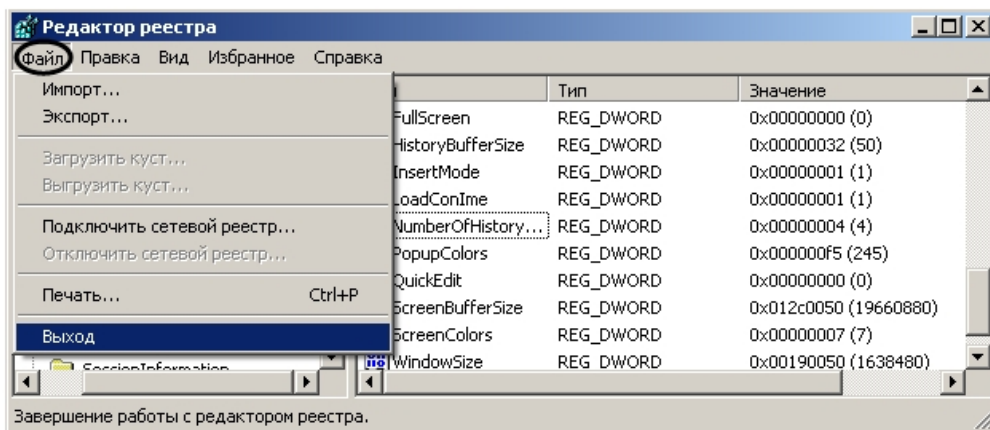 Редактор реестра
Файл Правка Вид Избранное Справка
Импорт...
Экспорт...
Загрузить куст...
Выгрузить куст...
Подключить сетевой реестр...
Отключить сетевой реестр...
Печать... Ctrl+P
Выход
SessionInformation
Тип Значение
FullScreen REG_DWORD 0x00000000 (0)
HistoryBufferSize REG_DWORD 0x00000032 (50)
InsertMode REG_DWORD 0x00000001 (1)
LoadConIme REG_DWORD 0x00000001 (1)
NumberOfHistory... REG_DWORD 0x00000004 (4)
PopupColors REG_DWORD 0x000000f5 (245)
QuickEdit REG_DWORD 0x00000000 (0)
ScreenBufferSize REG_DWORD 0x012c0050 (19660880)
ScreenColors REG_DWORD 0x00000007 (7)
WindowSize REG_DWORD 0x00190050 (1638480)
Завершение работы с редактором реестра.